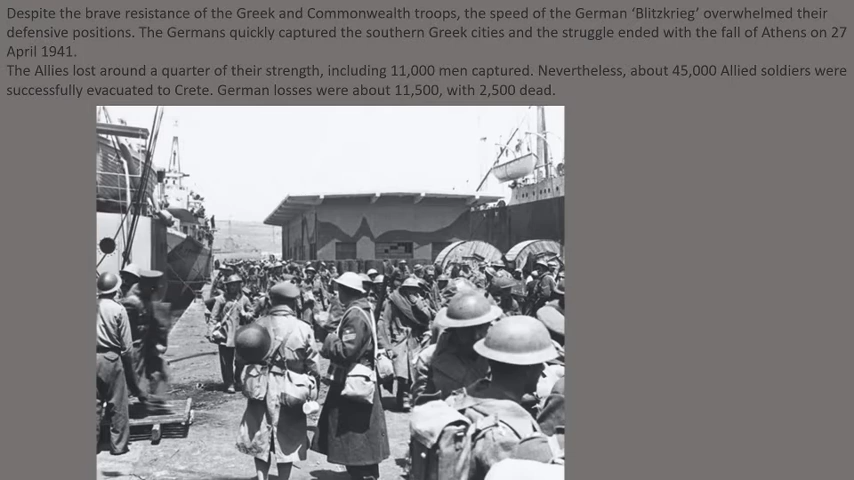 Despite the brave resistance of the Greek and Commonwealth troops, the speed of the German ‘Blitzkrieg’ overwhelmed their
defensive positions. The Germans quickly captured the southern Greek cities and the struggle ended with the fall of Athens on 27
April 1941.
The Allies lost around a quarter of their strength, including 11,000 men captured. Nevertheless, about 45,000 Allied soldiers were
successfully evacuated to Crete. German losses were about 11,500, with 2,500 dead.